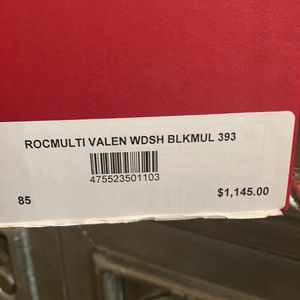 ROCMULTI VALEN WDSH BLKMUL 393
475523501103
85 $1,145.00